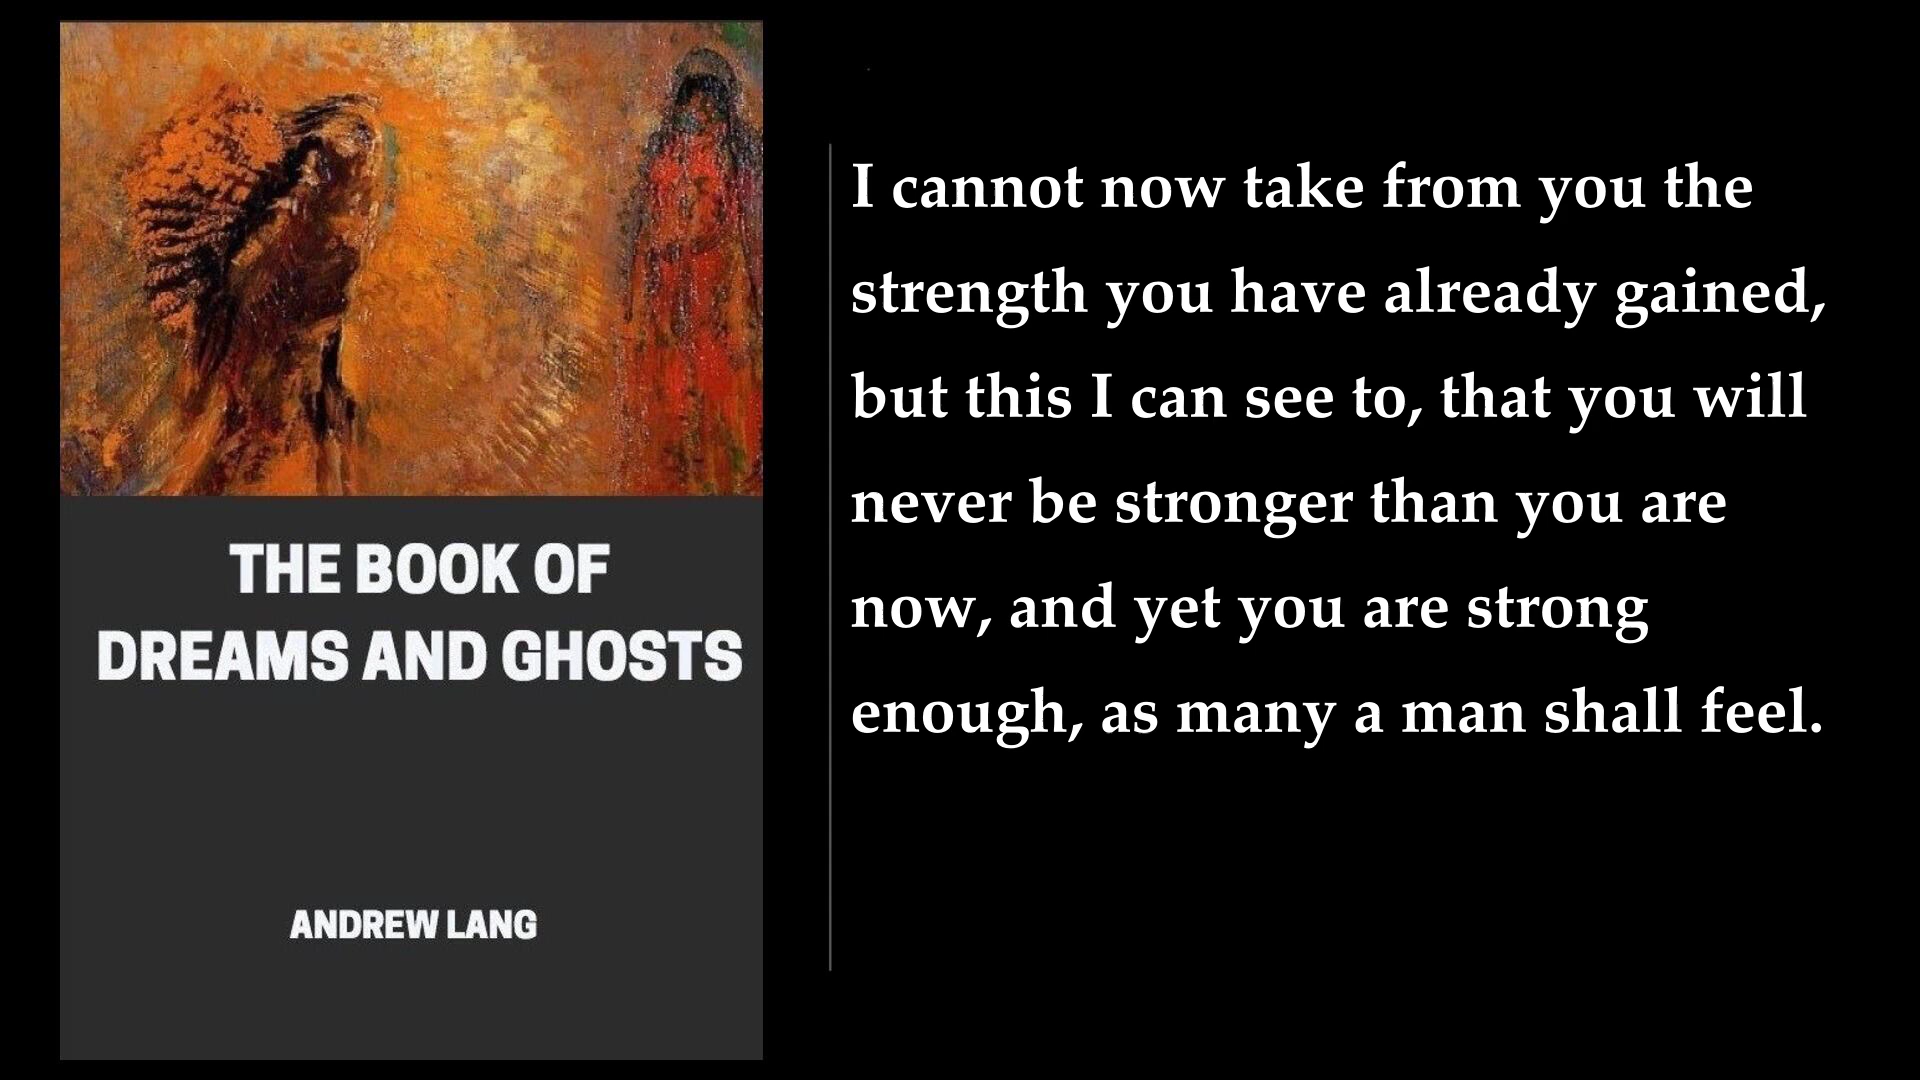 THE BOOK OF
DREAMS AND GHOSTS
ANDREW LANG
I cannot now take from you the
strength you have already gained,
but this I can see to, that you will
never be stronger than you are
now, and yet you are strong
enough, as many a man shall feel.